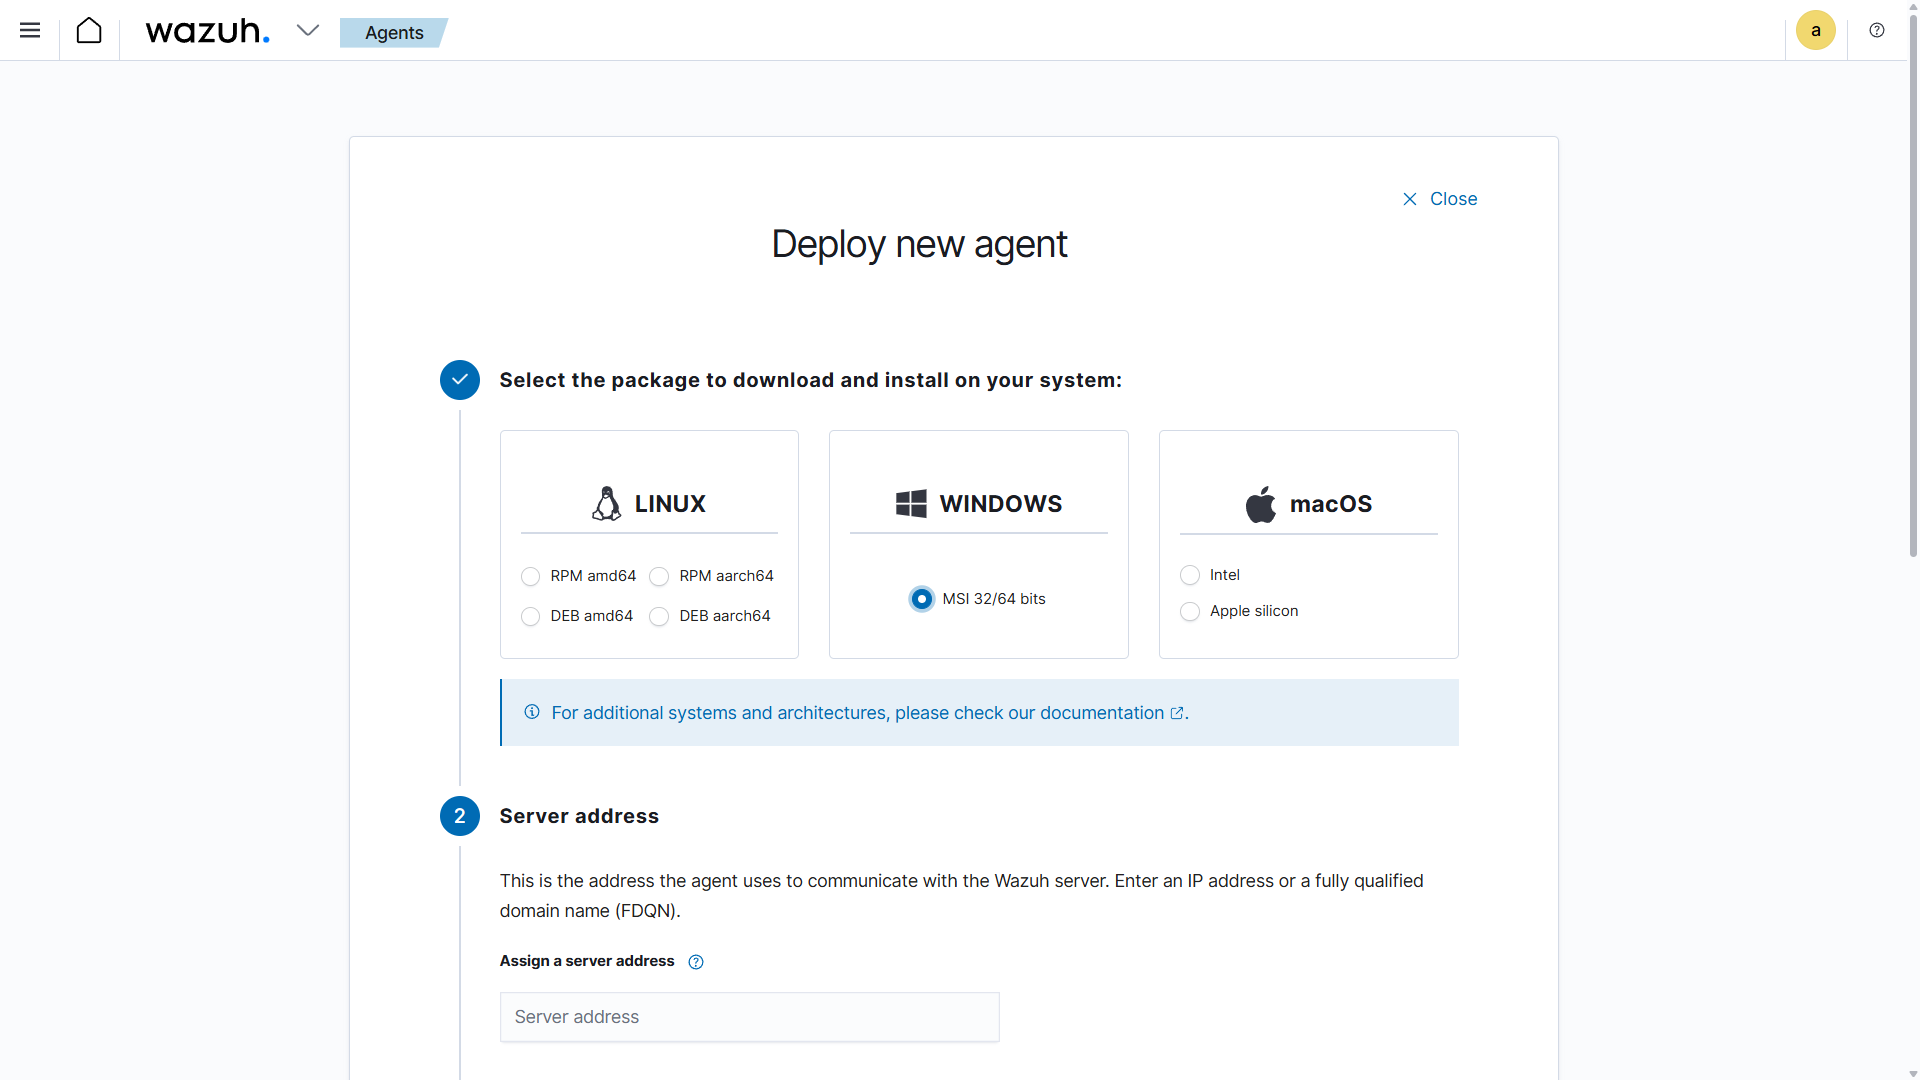 wazuh.
Agents
a
Close
Deploy new agent
Select the package to download and install on your system:
LINUX
RPM amd64
RPM aarch64
DEB amd64
DEB aarch64
WINDOWS
MSI 32/64 bits
macOS
Intel
Apple silicon
For additional systems and architectures, please check our documentation.
2
Server address
This is the address the agent uses to communicate with the Wazuh server. Enter an IP address or a fully qualified
domain name (FDQN).
Assign a server address
Server address